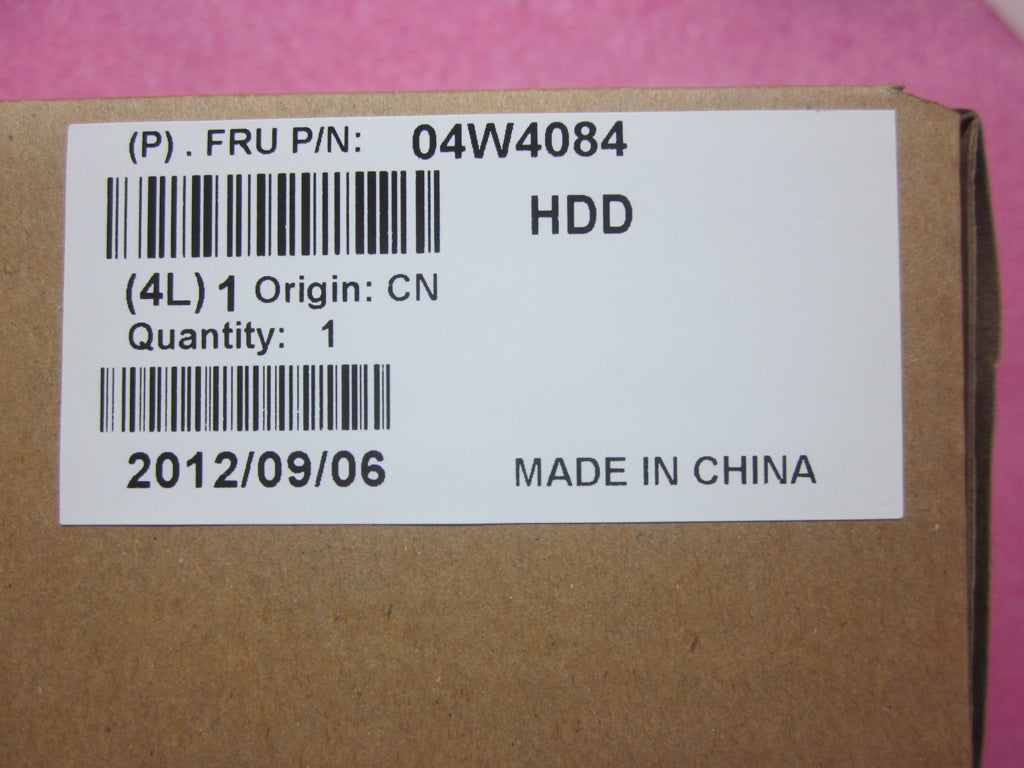 (P) . FRU P/N: 04W4084
HDD
(4L) 1 Origin: CN
Quantity: 1
2012/09/06
MADE IN CHINA